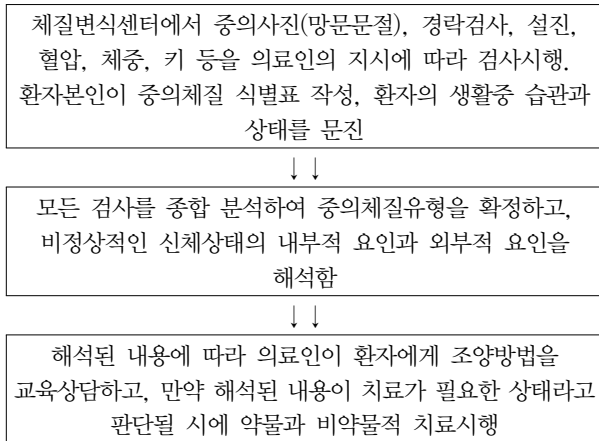 체질변식센터에서 중의사진(망문문절), 경락검사, 설진,
혈압, 체중, 키 등을 의료인의 지시에 따라 검사시행.
환자본인이 중의체질 식별표 작성, 환자의 생활중 습관과
상태를 문진
↓↓
모든 검사를 종합 분석하여 중의체질유형을 확정하고,
비정상적인 신체상태의 내부적 요인과 외부적 요인을
해석함
↓↓
해석된 내용에 따라 의료인이 환자에게 조양방법을
교육상담하고, 만약 해석된 내용이 치료가 필요한 상태라고
판단될 시에 약물과 비약물적 치료시행